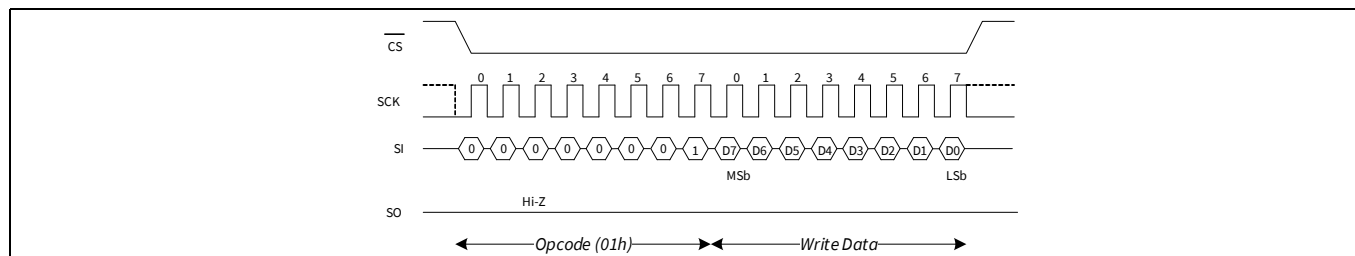 CS
0 1 2 3 4 5 6 7 0 1 2 3 4 5 6 7
SCK
SI 0 0 0 0 0 0 0 1 D7 D6 D5 D4 D3 D2 D1 D0
MSb LSb
Hi-Z
SO
Opcode (01h) Write Data